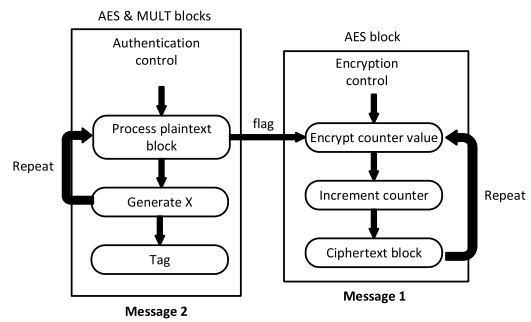 AES & MULT blocks
Authentication
control
Process plaintext
block
Repeat
Generate X
Tag
Message 2
flag
AES block
Encryption
control
Encrypt counter value
Increment counter
Repeat
Ciphertext block
Message 1